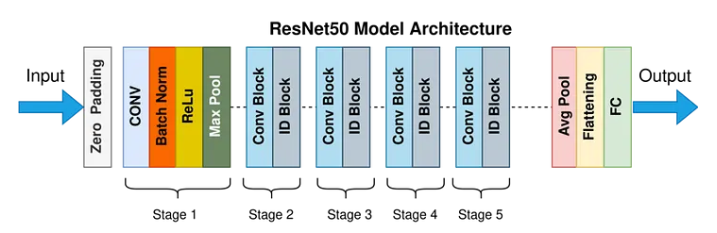 ResNet50 Model Architecture
Input
Zero Padding
CONV
Batch Norm
ReLu
Max Pool
Conv Block
ID Block
Conv Block
ID Block
Conv Block
ID Block
Conv Block
ID Block
Avg Pool
Flattening
FC
Output
Stage 1
Stage 2
Stage 3
Stage 4
Stage 5